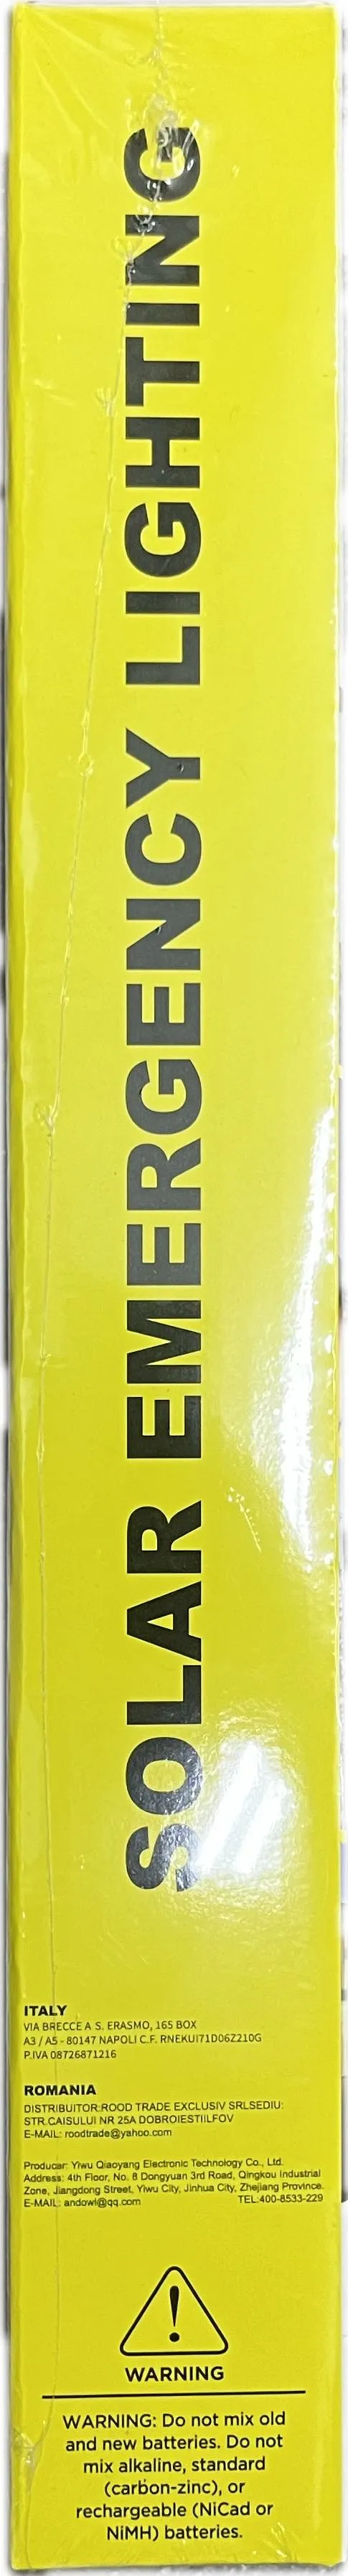 SOLAR EMERGENCY LIGHTING
ITALY
VIA BRECCE A S. ERASMO, 165 BOX
A3 / A5 - 80147 NAPOLI C.F. RNEKUI71D06Z210G
P.IVA 08726871216
ROMANIA
DISTRIBUITOR:ROOD TRADE EXCLUSIV SRLSEDIU:
STR.CAISULUI NR 25A DOBROIESTIILFOV
E-MAIL: roodtrade@yahoo.com
Producer: Yiwu Qiaoyang Electronic Technology Co., Ltd.
Address: 4th Floor, No. 8 Dongyuan 3rd Road, Qingkou Industrial
Zone, Jiangdong Street, Yiwu City, Jinhua City, Zhejiang Province.
E-MAIL: andowl@qq.com TEL:400-8533-229
WARNING
WARNING: Do not mix old
and new batteries. Do not
mix alkaline, standard
(carbon-zinc), or
rechargeable (NiCad or
NiMH) batteries.